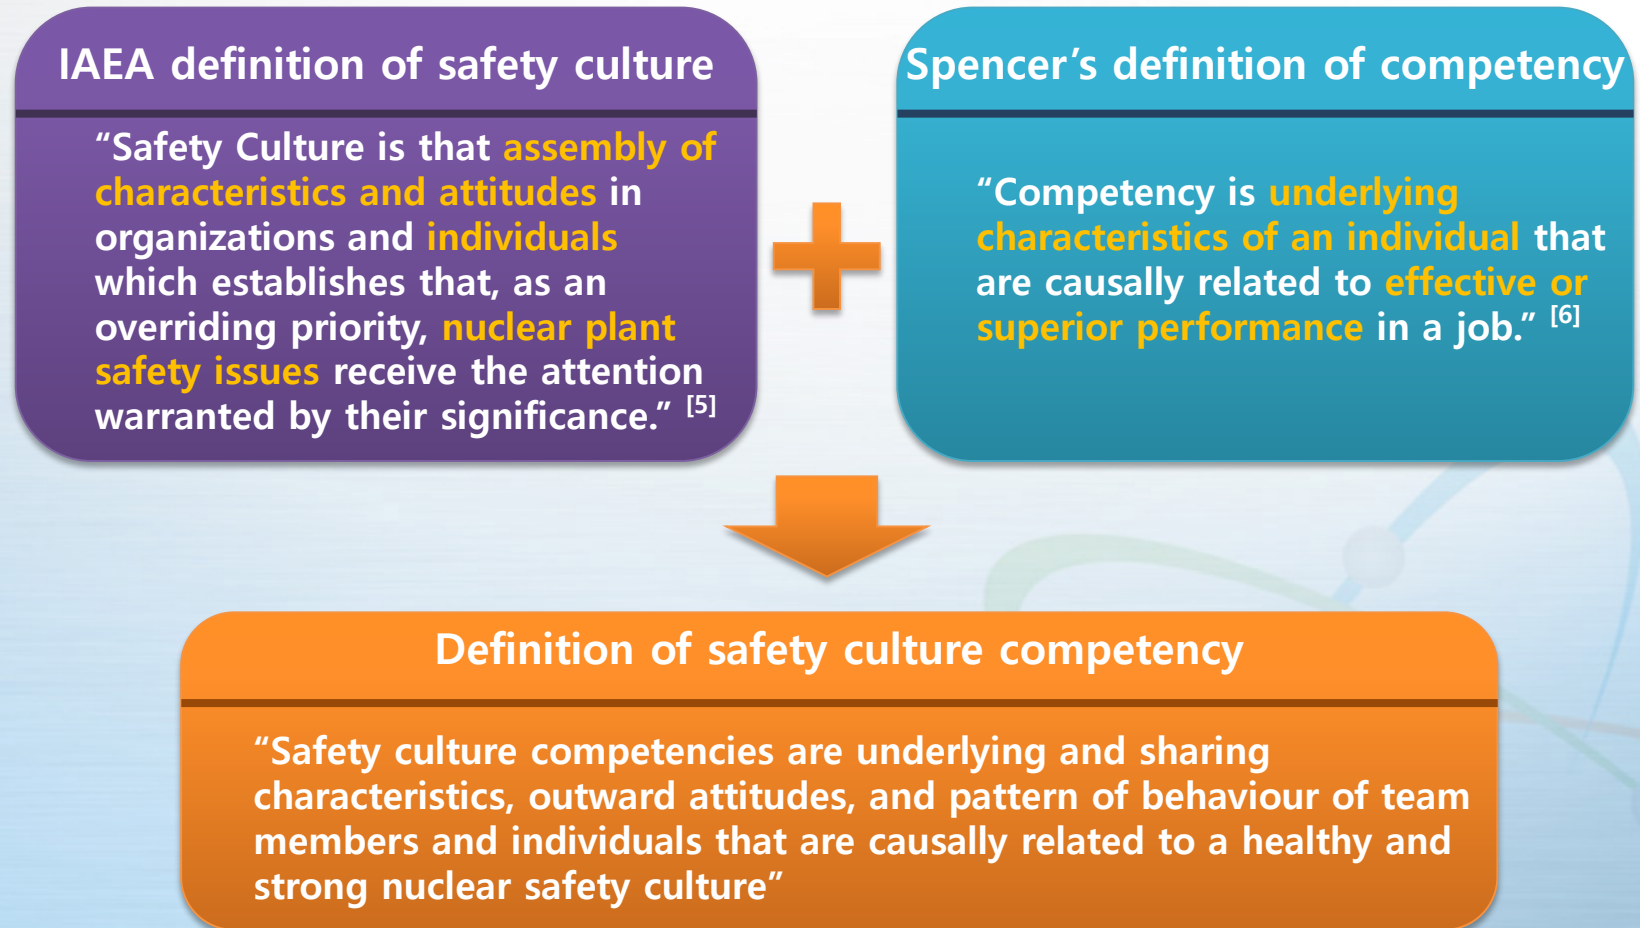 IAEA definition of safety culture
“Safety Culture is that assembly of
characteristics and attitudes in
organizations and individuals
which establishes that, as an
overriding priority, nuclear plant
safety issues receive the attention
warranted by their significance.” [5]
Spencer’s definition of competency
“Competency is underlying
characteristics of an individual that
are causally related to effective or
superior performance in a job.” [6]
Definition of safety culture competency
“Safety culture competencies are underlying and sharing
characteristics, outward attitudes, and pattern of behaviour of team
members and individuals that are causally related to a healthy and
strong nuclear safety culture”